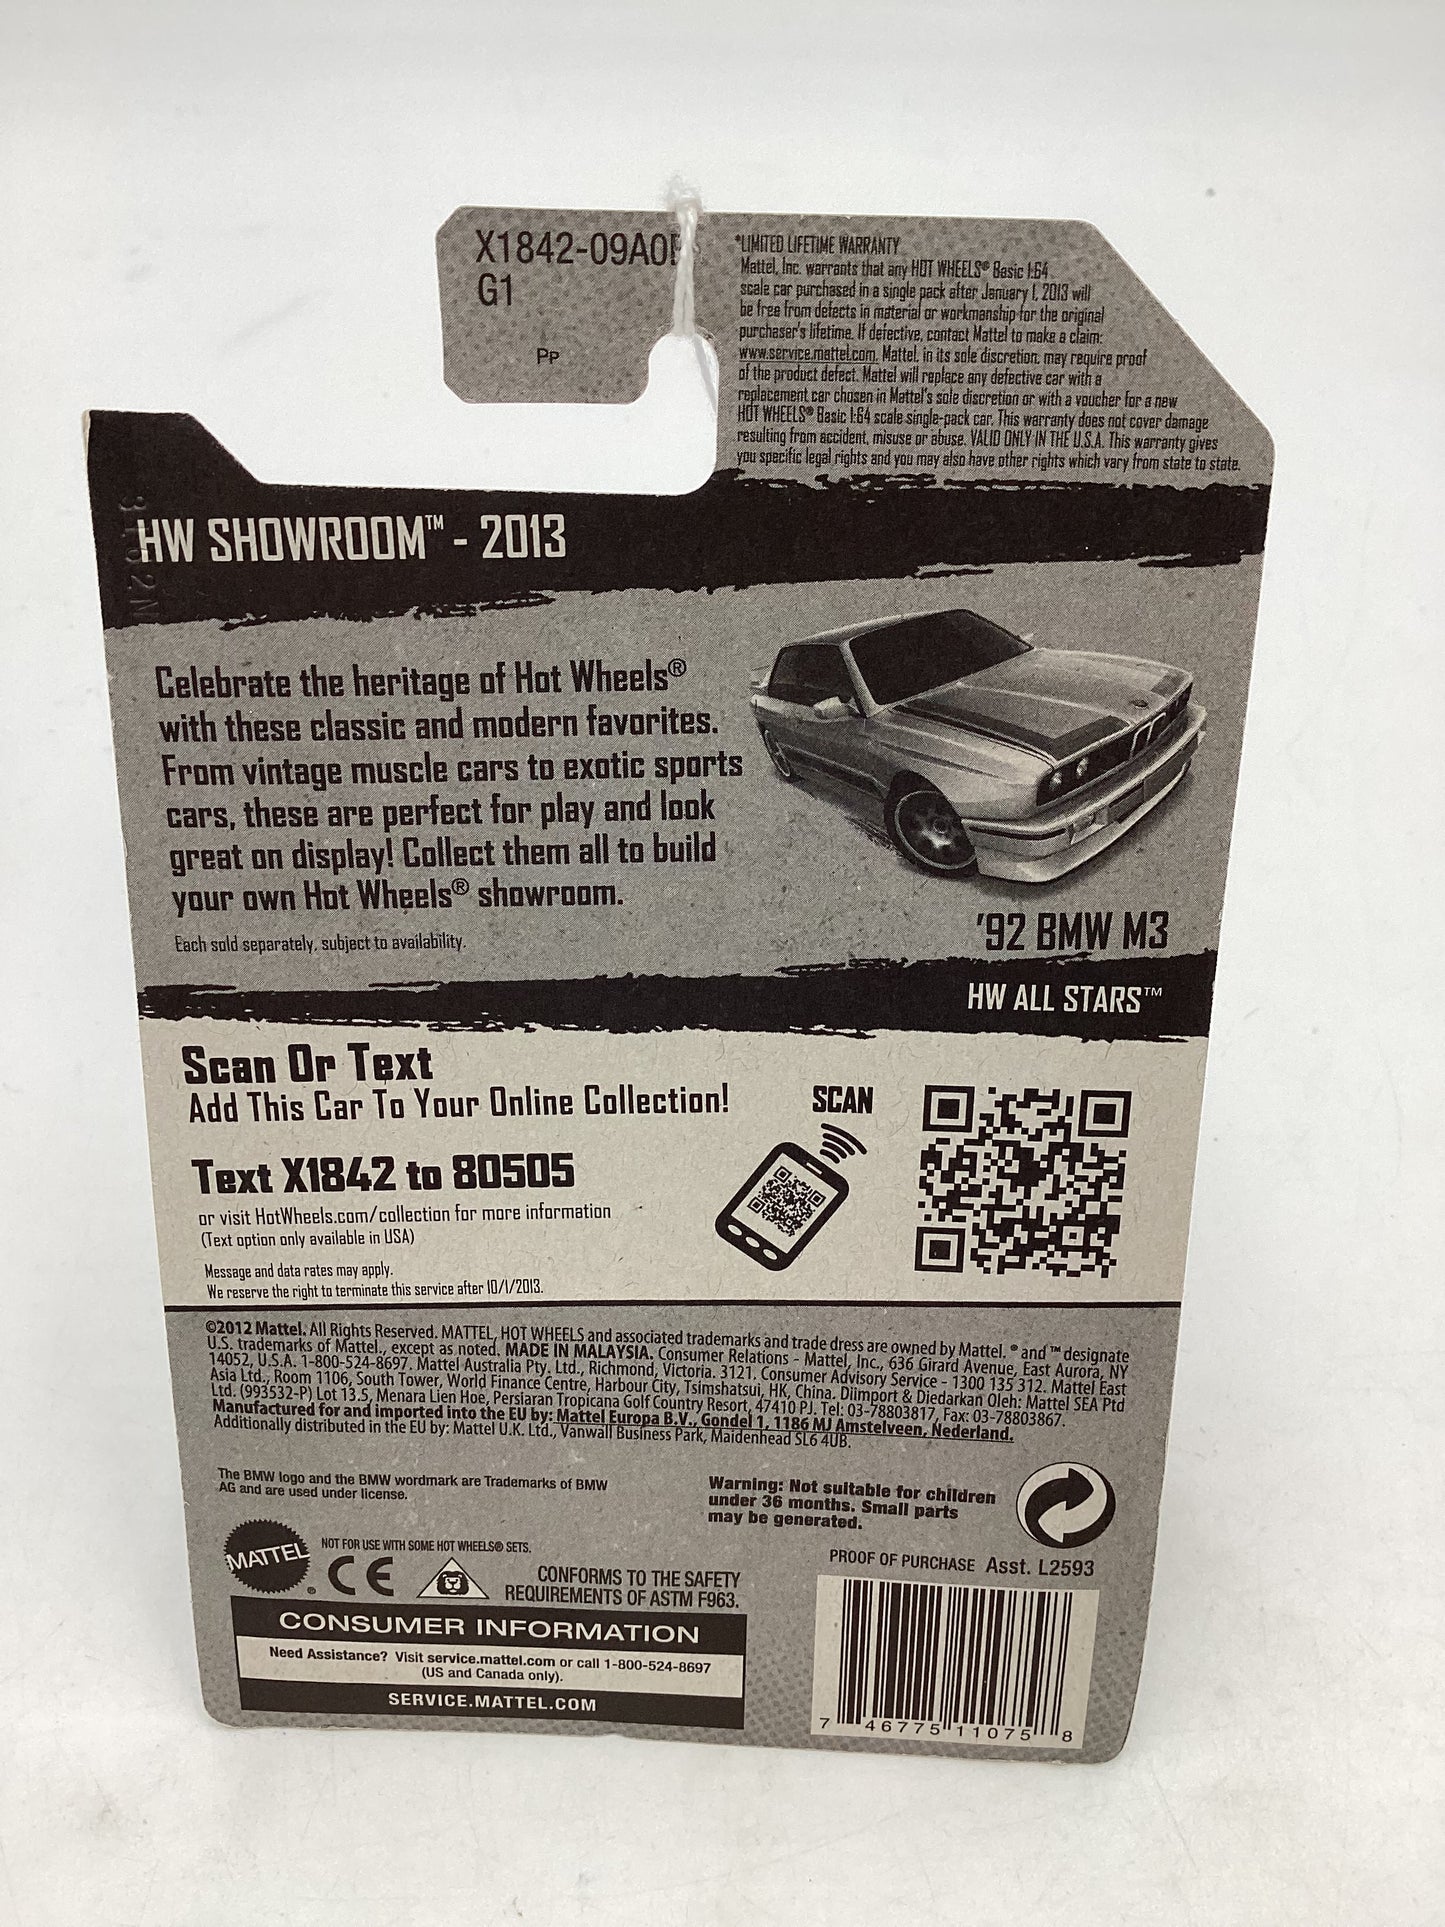 X1842-09A0
G1
Pp
*LIMITED LIFETIME WARRANTY
Mattel, Inc. warrants that any HOT WHEELS® Basic 1:64
scale car purchased in a single pack after January 1, 2013 will
be free from defects in material or workmanship for the original
purchaser's lifetime. If defective, contact Mattel to make a claim:
www.service.mattel.com. Mattel, in its sole discretion, may require proof
of the product defect. Mattel will replace any defective car with a
replacement car chosen in Mattel's sole discretion or with a voucher for a new
HOT WHEELS® Basic 1:64 scale single-pack car. This warranty does not cover damage
resulting from accident, misuse or abuse. VALID ONLY IN THE U.S.A. This warranty gives
you specific legal rights and you may also have other rights which vary from state to state.
HW SHOWROOM™ - 2013
Celebrate the heritage of Hot Wheels®
with these classic and modern favorites.
From vintage muscle cars to exotic sports
cars, these are perfect for play and look
great on display! Collect them all to build
your own Hot Wheels® showroom.
Each sold separately, subject to availability.
'92 BMW M3
HW ALL STARS™
Scan Or Text
Add This Car To Your Online Collection!
SCAN
Text X1842 to 80505
or visit HotWheels.com/collection for more information
(Text option only available in USA)
Message and data rates may apply.
We reserve the right to terminate this service after 10/1/2013.
©2012 Mattel. All Rights Reserved. MATTEL, HOT WHEELS and associated trademarks and trade dress are owned by Mattel. ® and ™ designate
U.S. trademarks of Mattel., except as noted. MADE IN MALAYSIA. Consumer Relations - Mattel, Inc., 636 Girard Avenue, East Aurora, NY
14052, U.S.A. 1-800-524-8697. Mattel Australia Pty. Ltd., Richmond, Victoria. 3121. Consumer Advisory Service - 1300 135 312. Mattel East
Asia Ltd., Room 1106, South Tower, World Finance Centre, Harbour City, Tsimshatsui, HK, China. Diimport & Diedarkan Oleh: Mattel SEA Ptd
Ltd. (993532-P) Lot 13.5, Menara Lien Hoe, Persiaran Tropicana Golf Country Resort, 47410 PJ. Tel: 03-78803817, Fax: 03-78803867.
Manufactured for and imported into the EU by: Mattel Europa B.V., Gondel 1, 1186 MJ Amstelveen, Nederland.
Additionally distributed in the EU by: Mattel U.K. Ltd., Vanwall Business Park, Maidenhead SL6 4UB.
The BMW logo and the BMW wordmark are Trademarks of BMW
AG and are used under license.
Warning: Not suitable for children
under 36 months. Small parts
may be generated.
MATTEL®
NOT FOR USE WITH SOME HOT WHEELS® SETS.
CE
CONFORMS TO THE SAFETY
REQUIREMENTS OF ASTM F963.
PROOF OF PURCHASE Asst. L2593
CONSUMER INFORMATION
Need Assistance? Visit service.mattel.com or call 1-800-524-8697
(US and Canada only).
SERVICE.MATTEL.COM
7 46775 11075 8